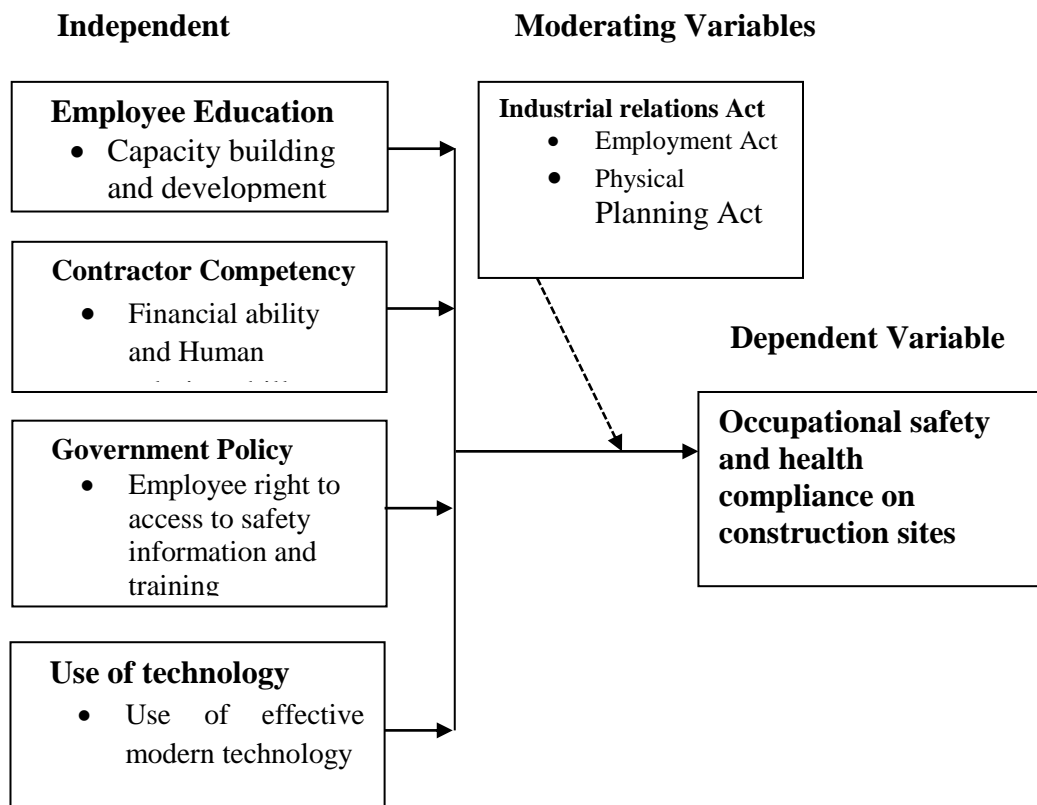 Independent
Moderating Variables
Employee Education
• Capacity building
and development
Contractor Competency
• Financial ability
and Human
Government Policy
• Employee right to
access to safety
information and
training
Use of technology
• Use of effective
modern technology
Industrial relations Act
• Employment Act
• Physical
Planning Act
Dependent Variable
Occupational safety
and health
compliance on
construction sites